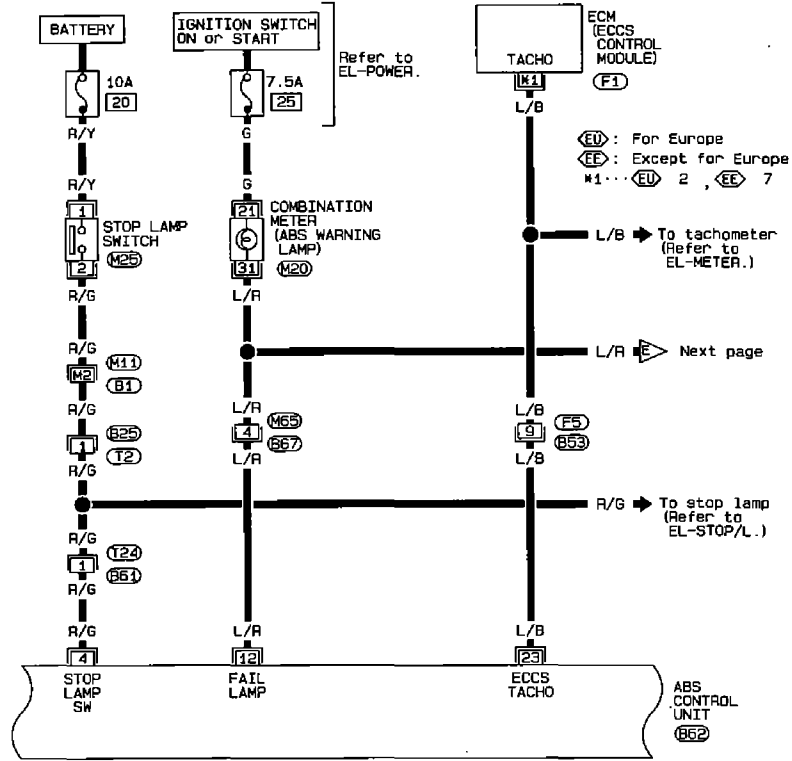 BATTERY
IGNITION SWITCH
ON or START
Refer to
EL-POWER.
ECM
(ECCS
CONTROL
MODULE)
TACHO
F1
*1
10A
20
7.5A
25
R/Y
G
L/B
EU : For Europe
EE : Except for Europe
*1··· EU 2 , EE 7
R/Y
G
1
STOP LAMP
SWITCH
2
M25
21
COMBINATION
METER
(ABS WARNING
LAMP)
31
M20
L/B
To tachometer
(Refer to
EL-METER.)
R/G
L/R
R/G
M2
M11
B1
L/R
E
Next page
R/G
L/R
L/B
1
B25
T2
4
M65
B67
9
F5
B53
R/G
L/R
L/B
R/G
To stop lamp
(Refer to
EL-STOP/L.)
R/G
1
T24
B61
R/G
R/G
L/R
L/B
4
12
23
STOP
LAMP
SW
FAIL
LAMP
ECCS
TACHO
ABS
CONTROL
UNIT
B62